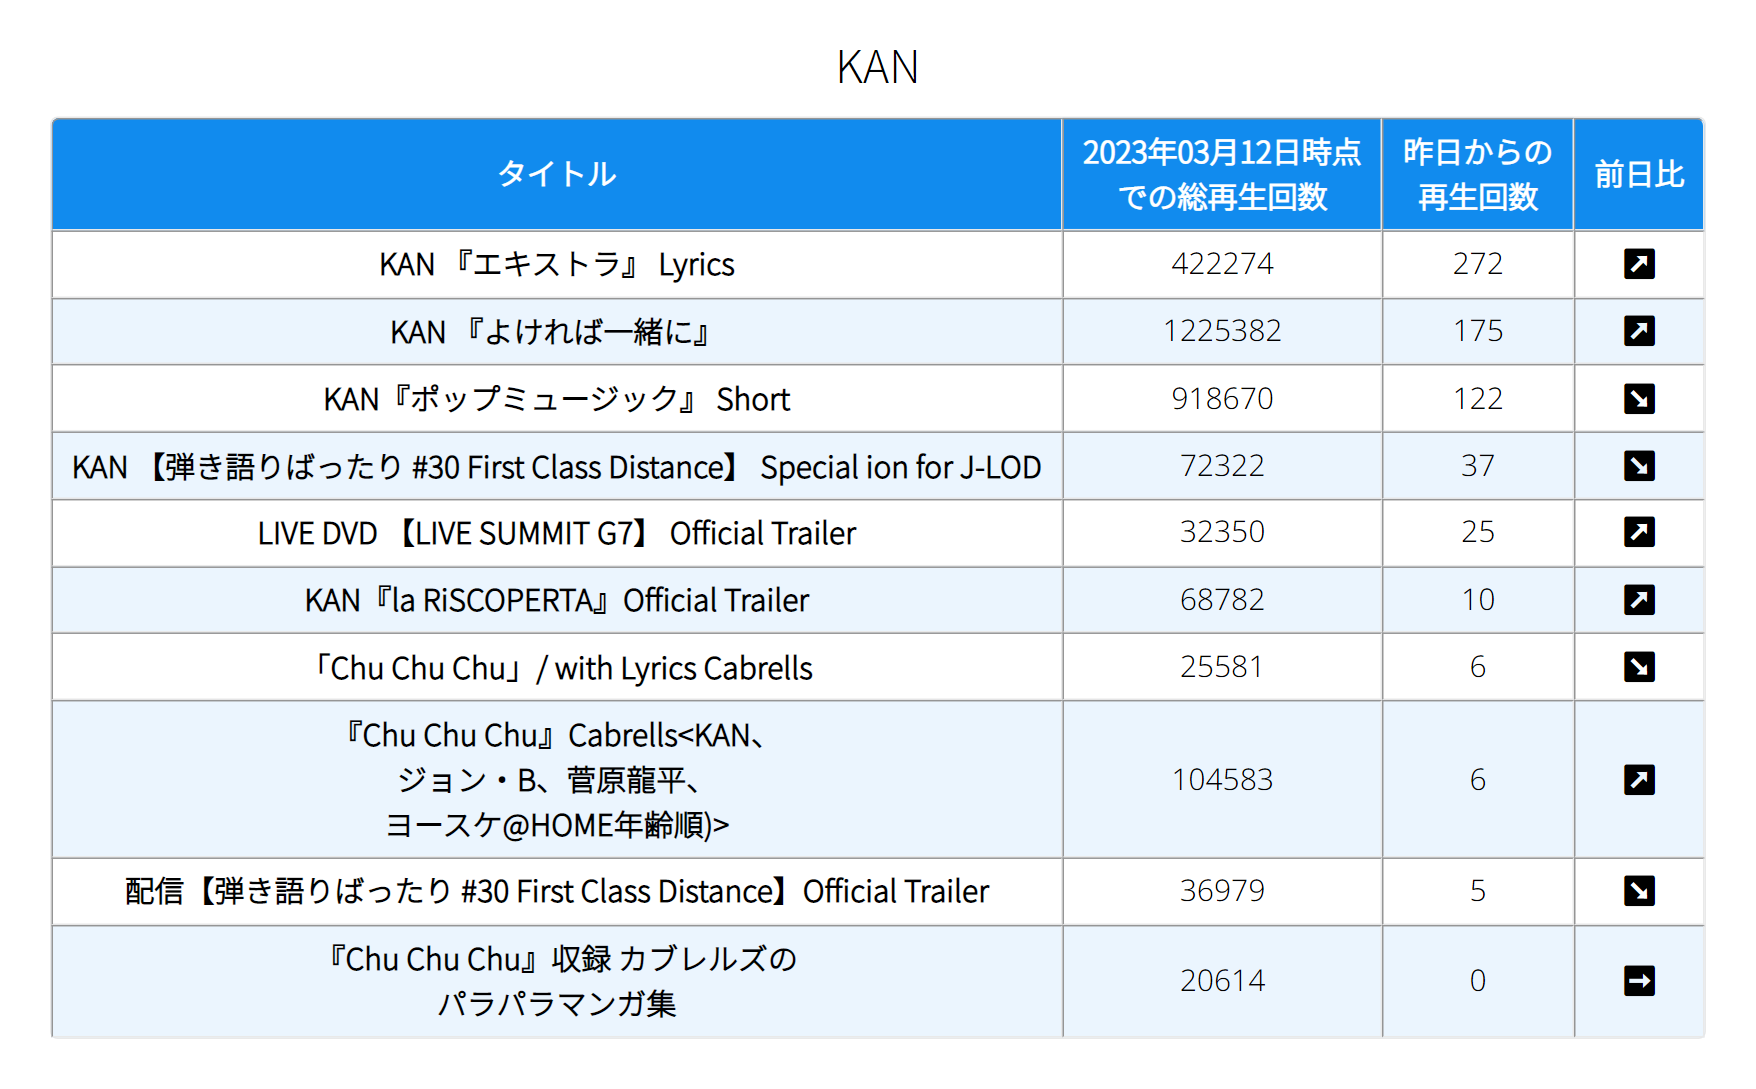 KAN
タイトル
2023年03月12日時点
での総再生回数
昨日からの
再生回数
前日比
KAN 『エキストラ』 Lyrics 422274 272
KAN 『よければ一緒に』 1225382 175
KAN『ポップミュージック』 Short 918670 122
KAN 【弾き語りばったり #30 First Class Distance】 Special ion for J-LOD 72322 37
LIVE DVD 【LIVE SUMMIT G7】 Official Trailer 32350 25
KAN『la RiSCOPERTA』Official Trailer 68782 10
「Chu Chu Chu」/ with Lyrics Cabrells 25581 6
『Chu Chu Chu』Cabrells<KAN、
ジョン・B、菅原龍平、
ヨースケ@HOME年齢順)>
104583 6
配信【弾き語りばったり #30 First Class Distance】Official Trailer 36979 5
『Chu Chu Chu』収録 カブレルズの
パラパラマンガ集
20614 0